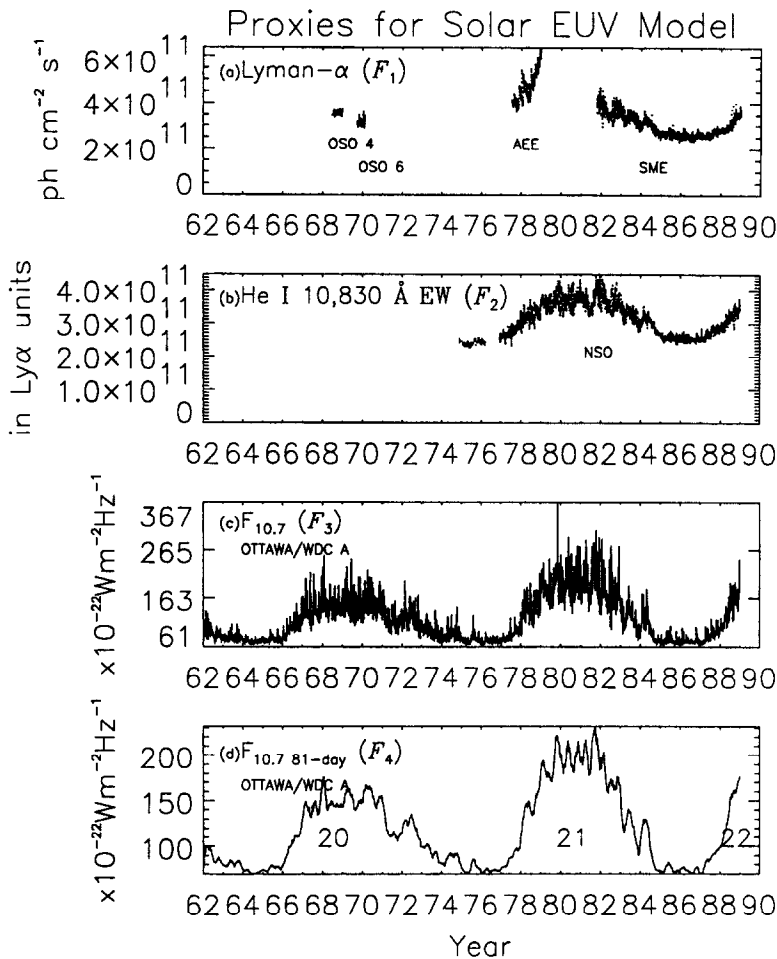 Proxies for Solar EUV Model
ph cm⁻² s⁻¹
6×10¹¹
4×10¹¹
2×10¹¹
0
(a)Lyman-α (F₁)
OSO 4
OSO 6
AEE
SME
62 64 66 68 70 72 74 76 78 80 82 84 86 88 90
in Lyα units
4.0×10¹¹
3.0×10¹¹
2.0×10¹¹
1.0×10¹¹
0
(b)He I 10,830 Å EW (F₂)
NSO
62 64 66 68 70 72 74 76 78 80 82 84 86 88 90
×10⁻²²Wm⁻²Hz⁻¹
367
265
163
61
(c)F₁₀.₇ (F₃)
OTTAWA/WDC A
62 64 66 68 70 72 74 76 78 80 82 84 86 88 90
×10⁻²²Wm⁻²Hz⁻¹
200
150
100
(d)F₁₀.₇ ₈₁₋day (F₄)
OTTAWA/WDC A
20
21
22
62 64 66 68 70 72 74 76 78 80 82 84 86 88 90
Year